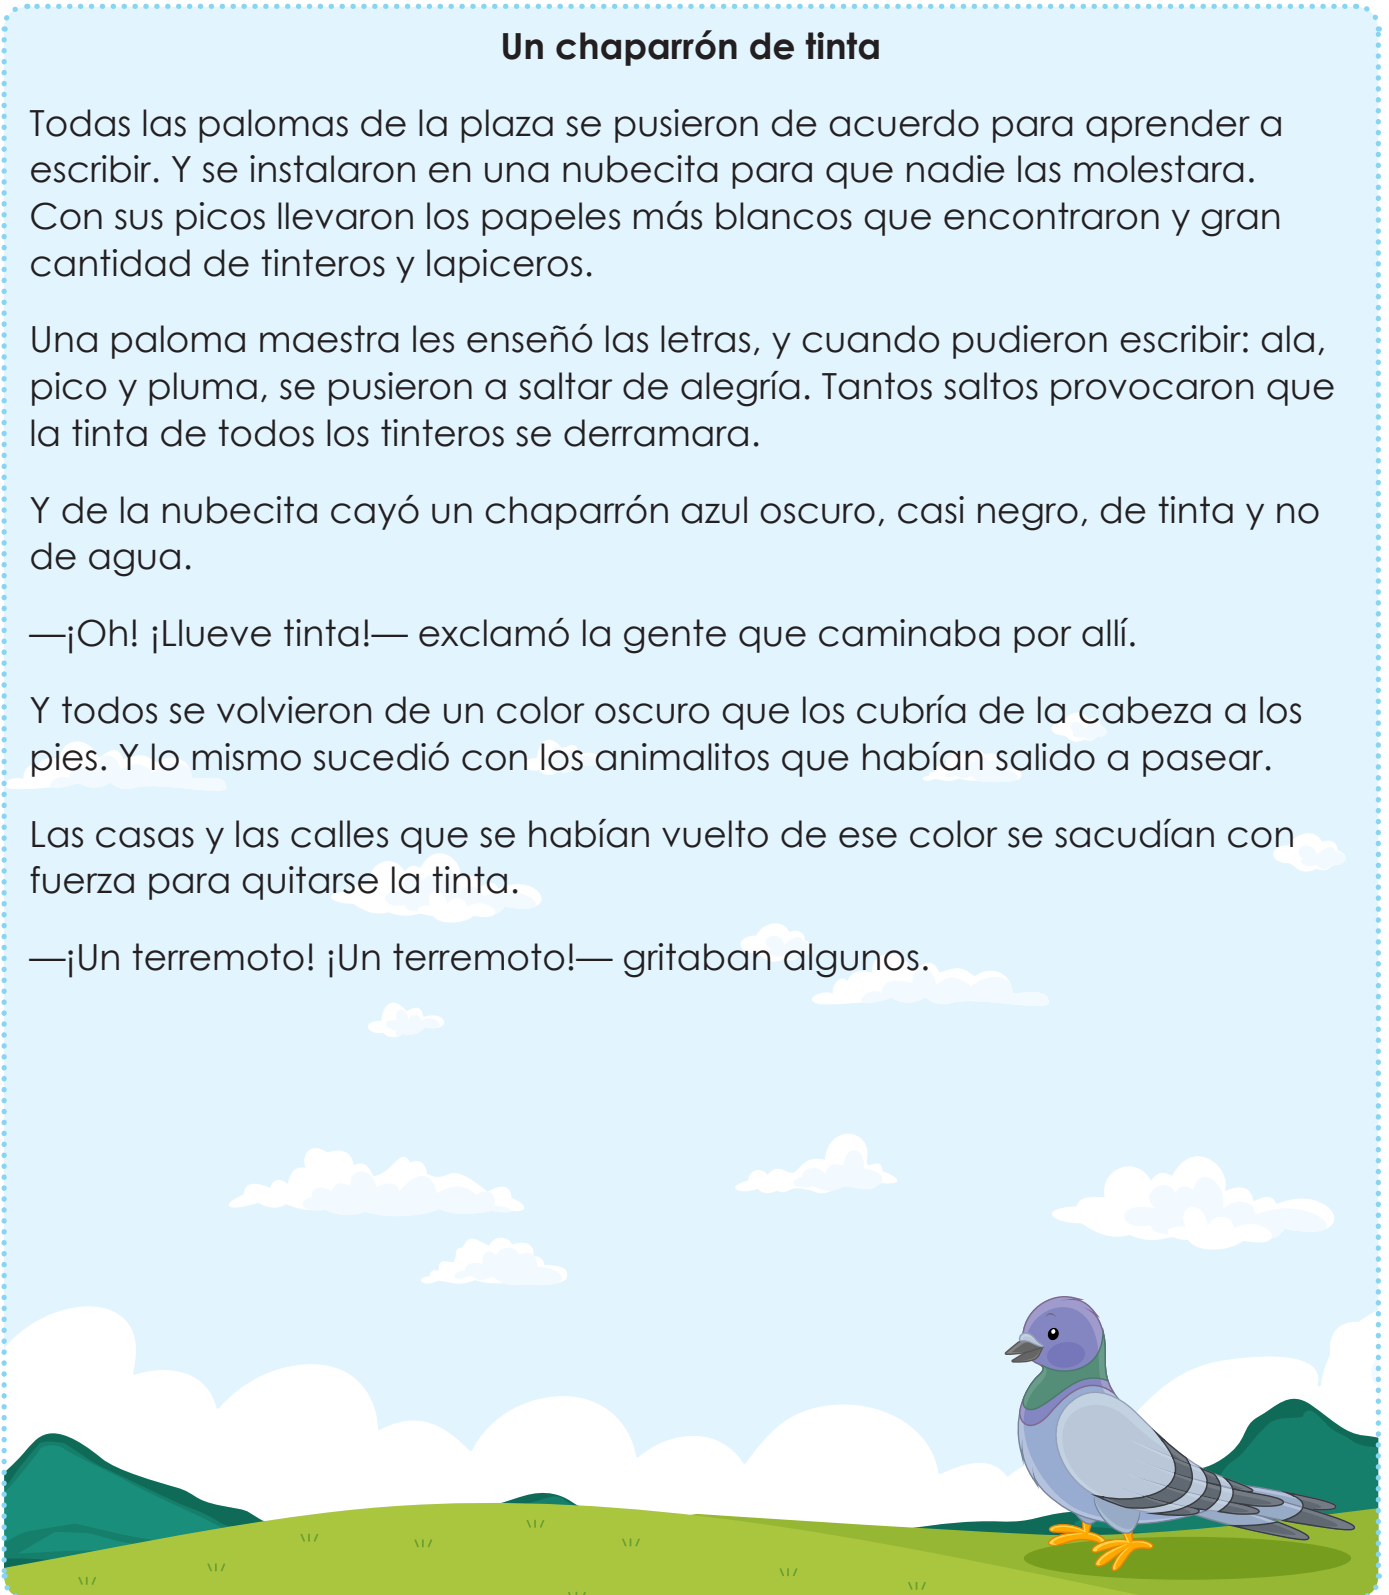 Un chaparrón de tinta
Todas las palomas de la plaza se pusieron de acuerdo para aprender a
escribir. Y se instalaron en una nubecita para que nadie las molestara.
Con sus picos llevaron los papeles más blancos que encontraron y gran
cantidad de tinteros y lapiceros.
Una paloma maestra les enseñó las letras, y cuando pudieron escribir: ala,
pico y pluma, se pusieron a saltar de alegría. Tantos saltos provocaron que
la tinta de todos los tinteros se derramara.
Y de la nubecita cayó un chaparrón azul oscuro, casi negro, de tinta y no
de agua.
—¡Oh! ¡Llueve tinta!— exclamó la gente que caminaba por allí.
Y todos se volvieron de un color oscuro que los cubría de la cabeza a los
pies. Y lo mismo sucedió con los animalitos que habían salido a pasear.
Las casas y las calles que se habían vuelto de ese color se sacudían con
fuerza para quitarse la tinta.
—¡Un terremoto! ¡Un terremoto!— gritaban algunos.